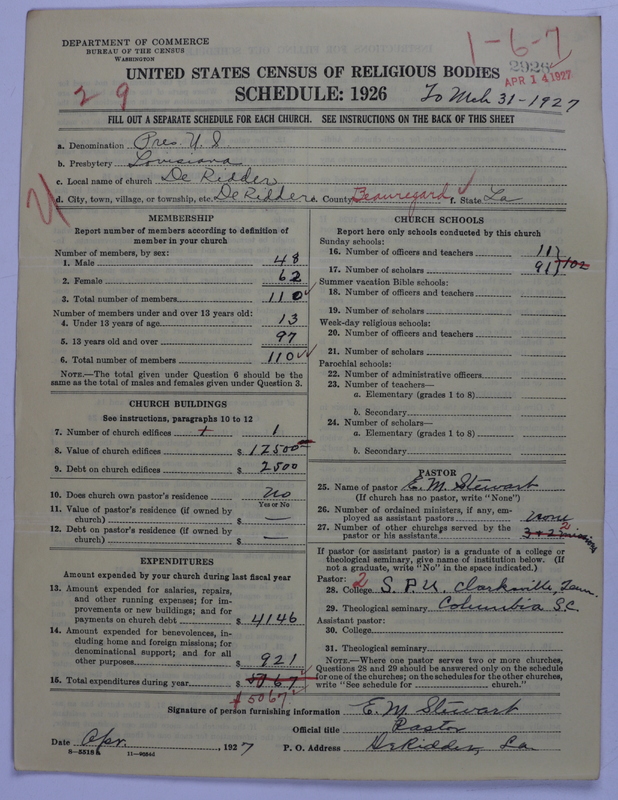 DEPARTMENT OF COMMERCE
BUREAU OF THE CENSUS
WASHINGTON
1-6-7
2926
APR 14 1927
UNITED STATES CENSUS OF RELIGIOUS BODIES
29
SCHEDULE: 1926
To Mch 31-1927
FILL OUT A SEPARATE SCHEDULE FOR EACH CHURCH. SEE INSTRUCTIONS ON THE BACK OF THIS SHEET
a. Denomination Pres. U. S
b. Presbytery Louisiana
c. Local name of church De Ridder
d. City, town, village, or township, etc. De Ridder e. County Beauregard f. State La
MEMBERSHIP
Report number of members according to definition of
member in your church
Number of members, by sex:
1. Male 48
2. Female 62
3. Total number of members 110
Number of members under and over 13 years old:
4. Under 13 years of age 13
5. 13 years old and over 97
6. Total number of members 110
NOTE.—The total given under Question 6 should be
same as the total of males and females given under Question 3.
CHURCH BUILDINGS
See instructions, paragraphs 10 to 12
7. Number of church edifices 1
8. Value of church edifices $ 12500
9. Debt on church edifices $ 2500
10. Does church own pastor's residence No
Yes or No
11. Value of pastor's residence (if owned by
church) $ —
12. Debt on pastor's residence (if owned by
church) $ —
EXPENDITURES
Amount expended by your church during last fiscal year
13. Amount expended for salaries, repairs,
and other running expenses; for im-
provements or new buildings; and for
payments on church debt $ 4146
14. Amount expended for benevolences, in-
cluding home and foreign missions; for
denominational support; and for all
other purposes $ 921
15. Total expenditures during year $ 5067
$5067
CHURCH SCHOOLS
Report here only schools conducted by this church
Sunday schools:
16. Number of officers and teachers 11
17. Number of scholars 91 102
Summer vacation Bible schools:
18. Number of officers and teachers
19. Number of scholars
Week-day religious schools:
20. Number of officers and teachers
21. Number of scholars
Parochial schools:
22. Number of administrative officers
23. Number of teachers—
a. Elementary (grades 1 to 8)
b. Secondary
24. Number of scholars—
a. Elementary (grades 1 to 8)
b. Secondary
PASTOR
25. Name of pastor E. M. Stewart
(If church has no pastor, write "None")
26. Number of ordained ministers, if any, em-
ployed as assistant pastors none
27. Number of other churches served by the
pastor or his assistants 2 missions
If pastor (or assistant pastor) is a graduate of a college or
theological seminary, give name of institution below. (If
not a graduate, write "No" in the space indicated.)
Pastor:
28. College 2 S. P. U. Clarksville, Tenn.
29. Theological seminary Columbia S.C.
Assistant pastor:
30. College
31. Theological seminary
NOTE.—Where one pastor serves two or more churches,
Questions 28 and 29 should be answered only on the schedule
for one of the churches; on the schedules for the other churches,
write "See schedule for church."
Signature of person furnishing information E. M. Stewart
Official title Pastor
Date Apr. , 1927 P. O. Address De Ridder, La
8-5518